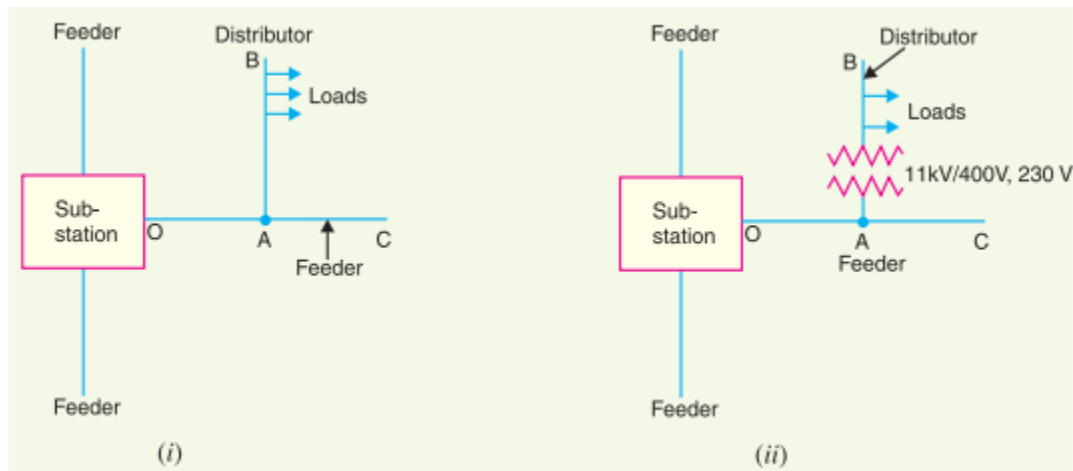 Feeder
Distributor
B
Loads
Sub-
station
O
A
C
Feeder
Feeder
(i)
Feeder
Distributor
B
Loads
11kV/400V, 230 V
Sub-
station
O
A
C
Feeder
Feeder
(ii)